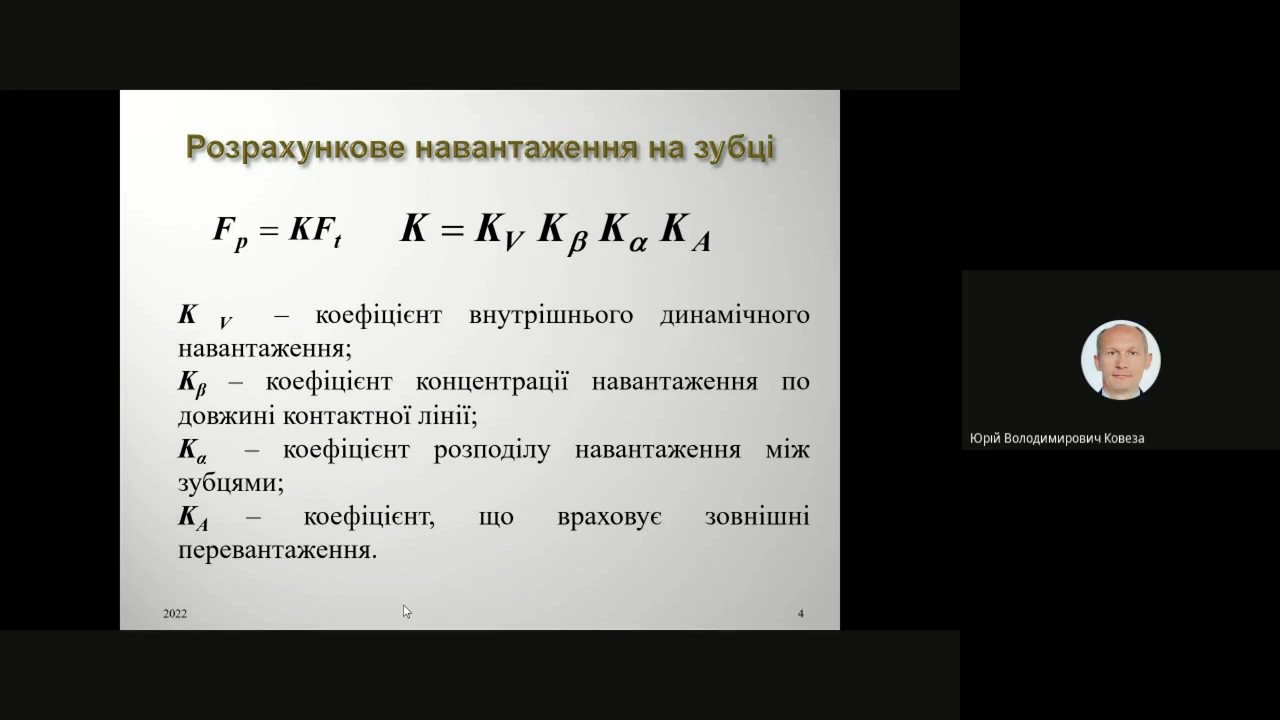 Розрахункове навантаження на зубці
F_p = KF_t K = K_V K_β K_α K_A
K_V – коефіцієнт внутрішнього динамічного
навантаження;
K_β – коефіцієнт концентрації навантаження по
довжині контактної лінії;
K_α – коефіцієнт розподілу навантаження між
зубцями;
K_A – коефіцієнт, що враховує зовнішні
перевантаження.
2022 4
Юрій Володимирович Ковеза